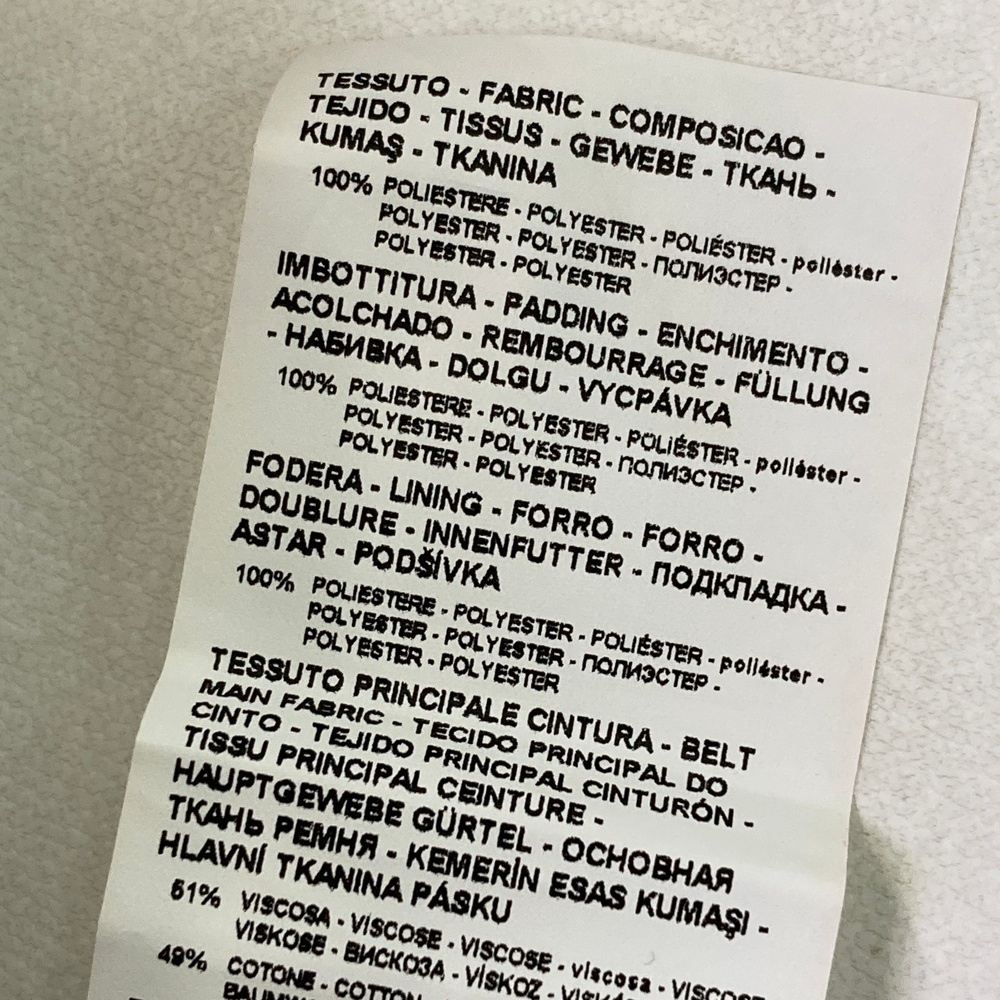 TESSUTO - FABRIC - COMPOSICAO -
TEJIDO - TISSUS - GEWEBE - ТКАНЬ -
KUMAŞ - TKANINA
100% POLIESTERE - POLYESTER - POLIÉSTER - poliéster -
POLYESTER - POLYESTER - ПОЛИЭСТЕР -
POLYESTER - POLYESTER
IMBOTTITURA - PADDING - ENCHIMENTO -
ACOLCHADO - REMBOURRAGE - FÜLLUNG
- НАБИВКА - DOLGU - VYCPÁVKA
100% POLIESTERE - POLYESTER - POLIÉSTER - poliéster -
POLYESTER - POLYESTER - ПОЛИЭСТЕР -
POLYESTER - POLYESTER
FODERA - LINING - FORRO - FORRO -
DOUBLURE - INNENFUTTER - ПОДКЛАДКА -
ASTAR - PODŠÍVKA
100% POLIESTERE - POLYESTER - POLIÉSTER - poliéster -
POLYESTER - POLYESTER - ПОЛИЭСТЕР -
POLYESTER - POLYESTER
TESSUTO PRINCIPALE CINTURA - BELT
MAIN FABRIC - TECIDO PRINCIPAL DO
CINTO - TEJIDO PRINCIPAL CINTURÓN -
TISSU PRINCIPAL CEINTURE -
HAUPTGEWEBE GÜRTEL - ОСНОВНАЯ
ТКАНЬ РЕМНЯ - KEMERİN ESAS KUMAŞI -
HLAVNÍ TKANINA PÁSKU
51% VISCOSA - VISCOSE - VISCOSE - viscosa - VISCOSE
VISKOSE - ВИСКОЗА - VİSKOZ -
49% COTONE - COTTON